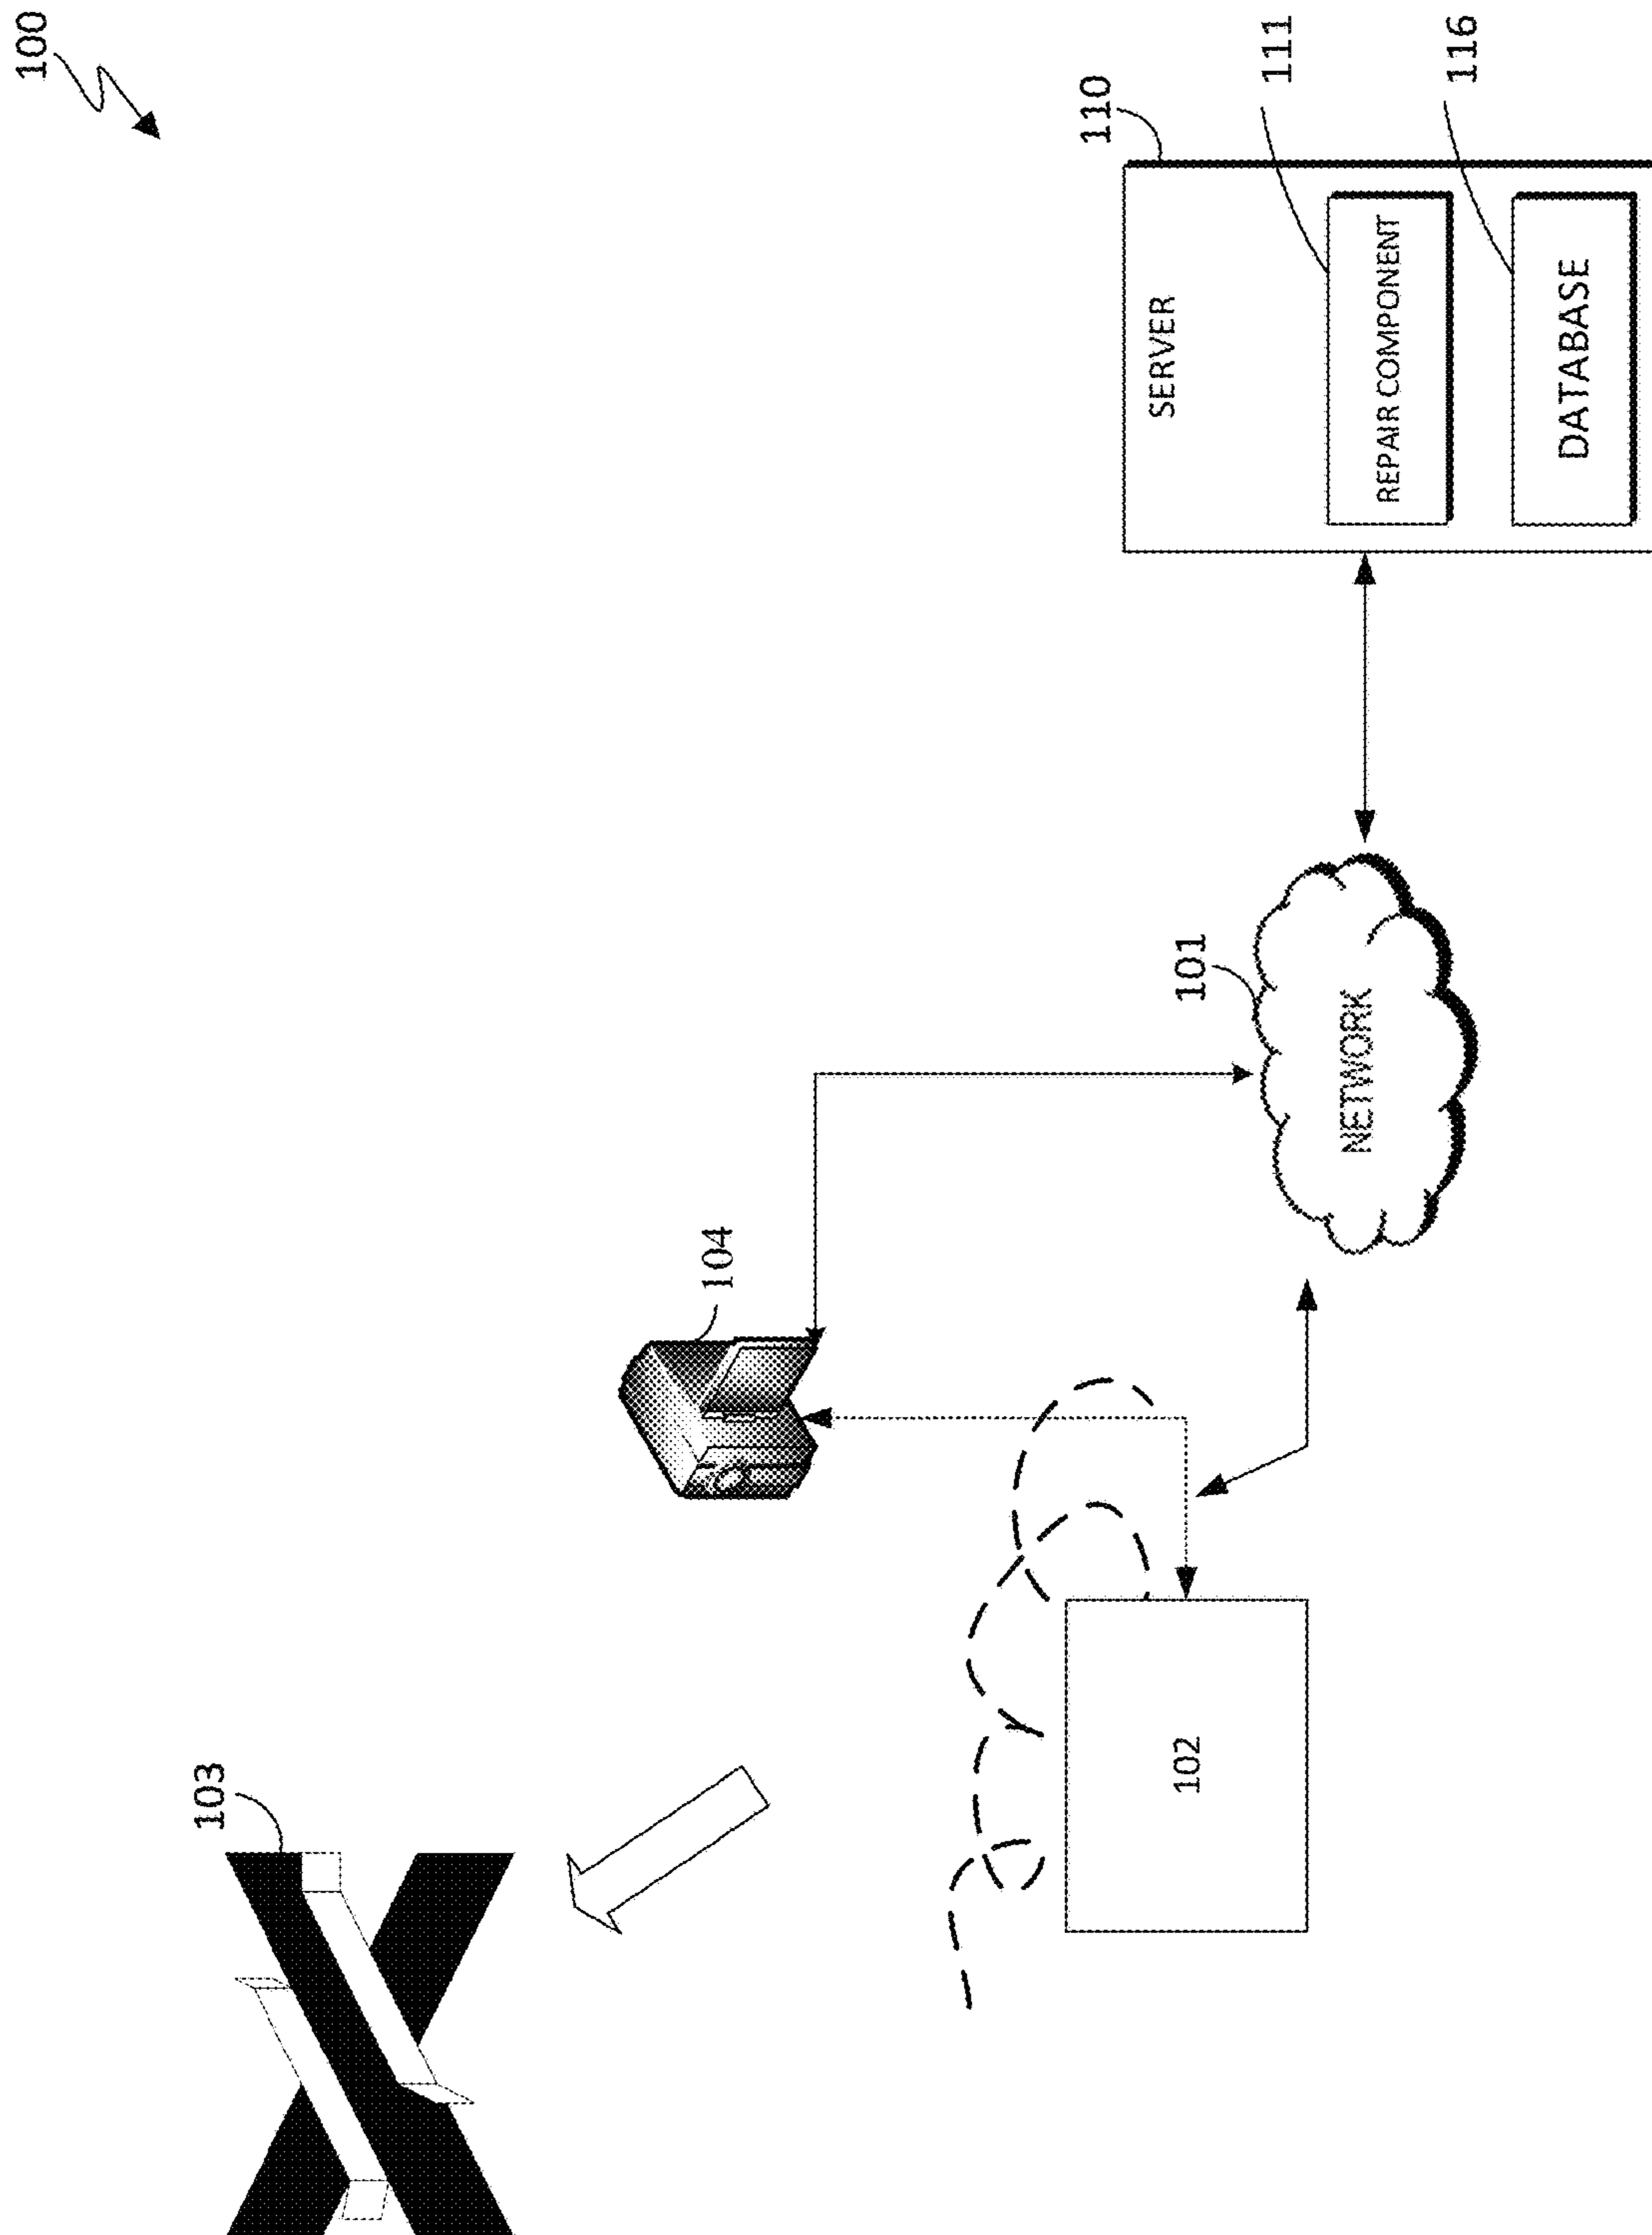 100
103
104
110
SERVER
102
101
111
NETWORK
REPAIR COMPONENT
116
DATABASE